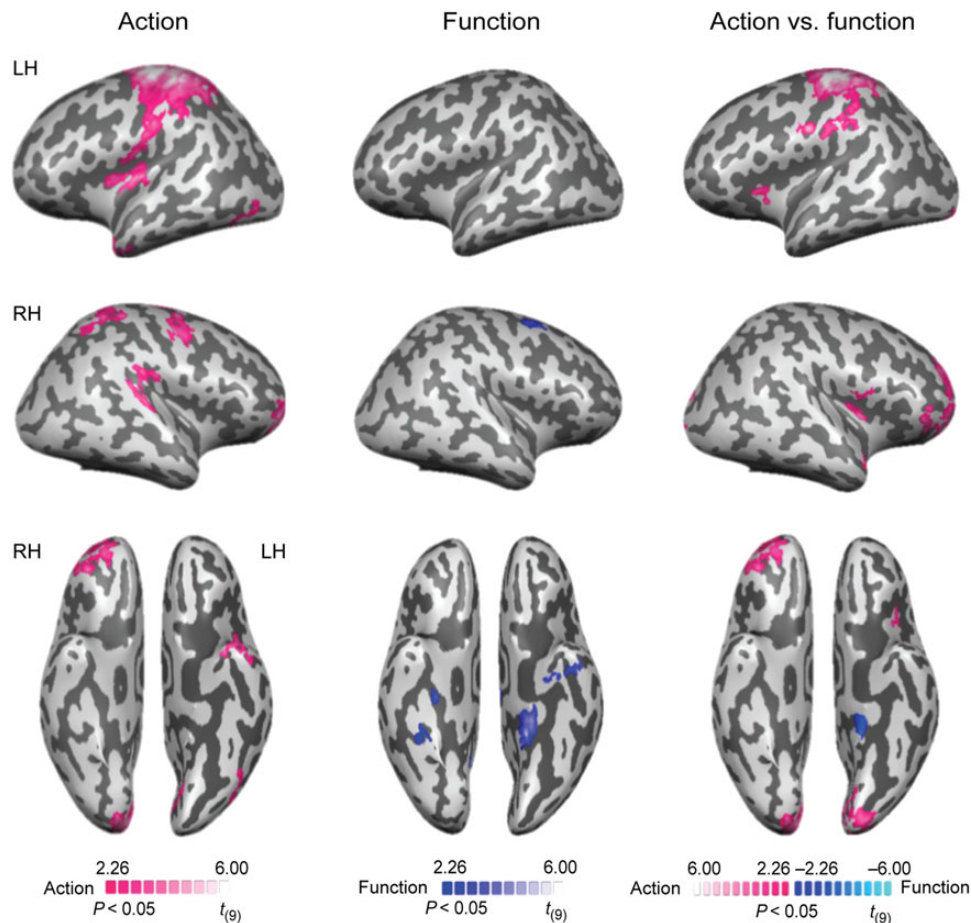 Action Function Action vs. function
LH
RH
RH LH
2.26 6.00 2.26 6.00 6.00 2.26 −2.26 −6.00
Action Function Action Function
P < 0.05 t(9) P < 0.05 t(9) P < 0.05 t(9)